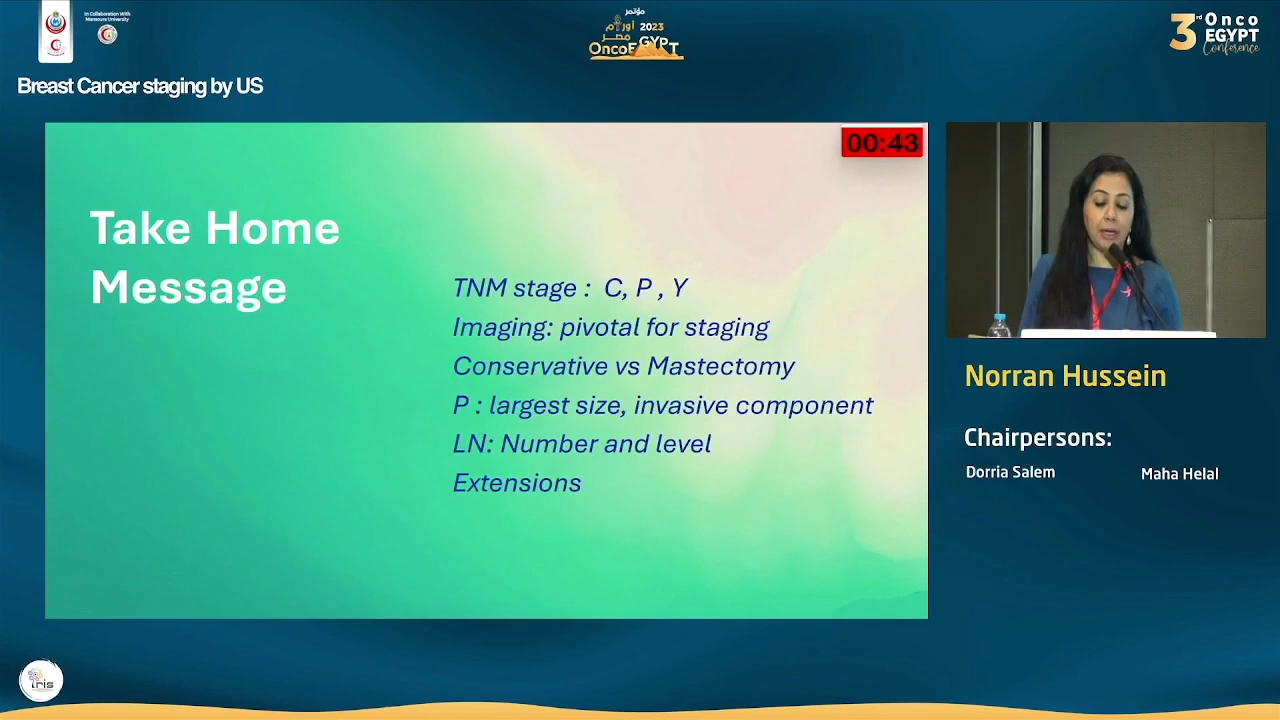 In Collaboration With
Mansoura University
مؤتمر
أورام 2023
مصر
OncoEGYPT
3rd Onco
EGYPT
Conference
Breast Cancer staging by US
00:43
Take Home
Message
TNM stage : C, P , Y
Imaging: pivotal for staging
Conservative vs Mastectomy
P : largest size, invasive component
LN: Number and level
Extensions
Norran Hussein
Chairpersons:
Dorria Salem
Maha Helal
iris